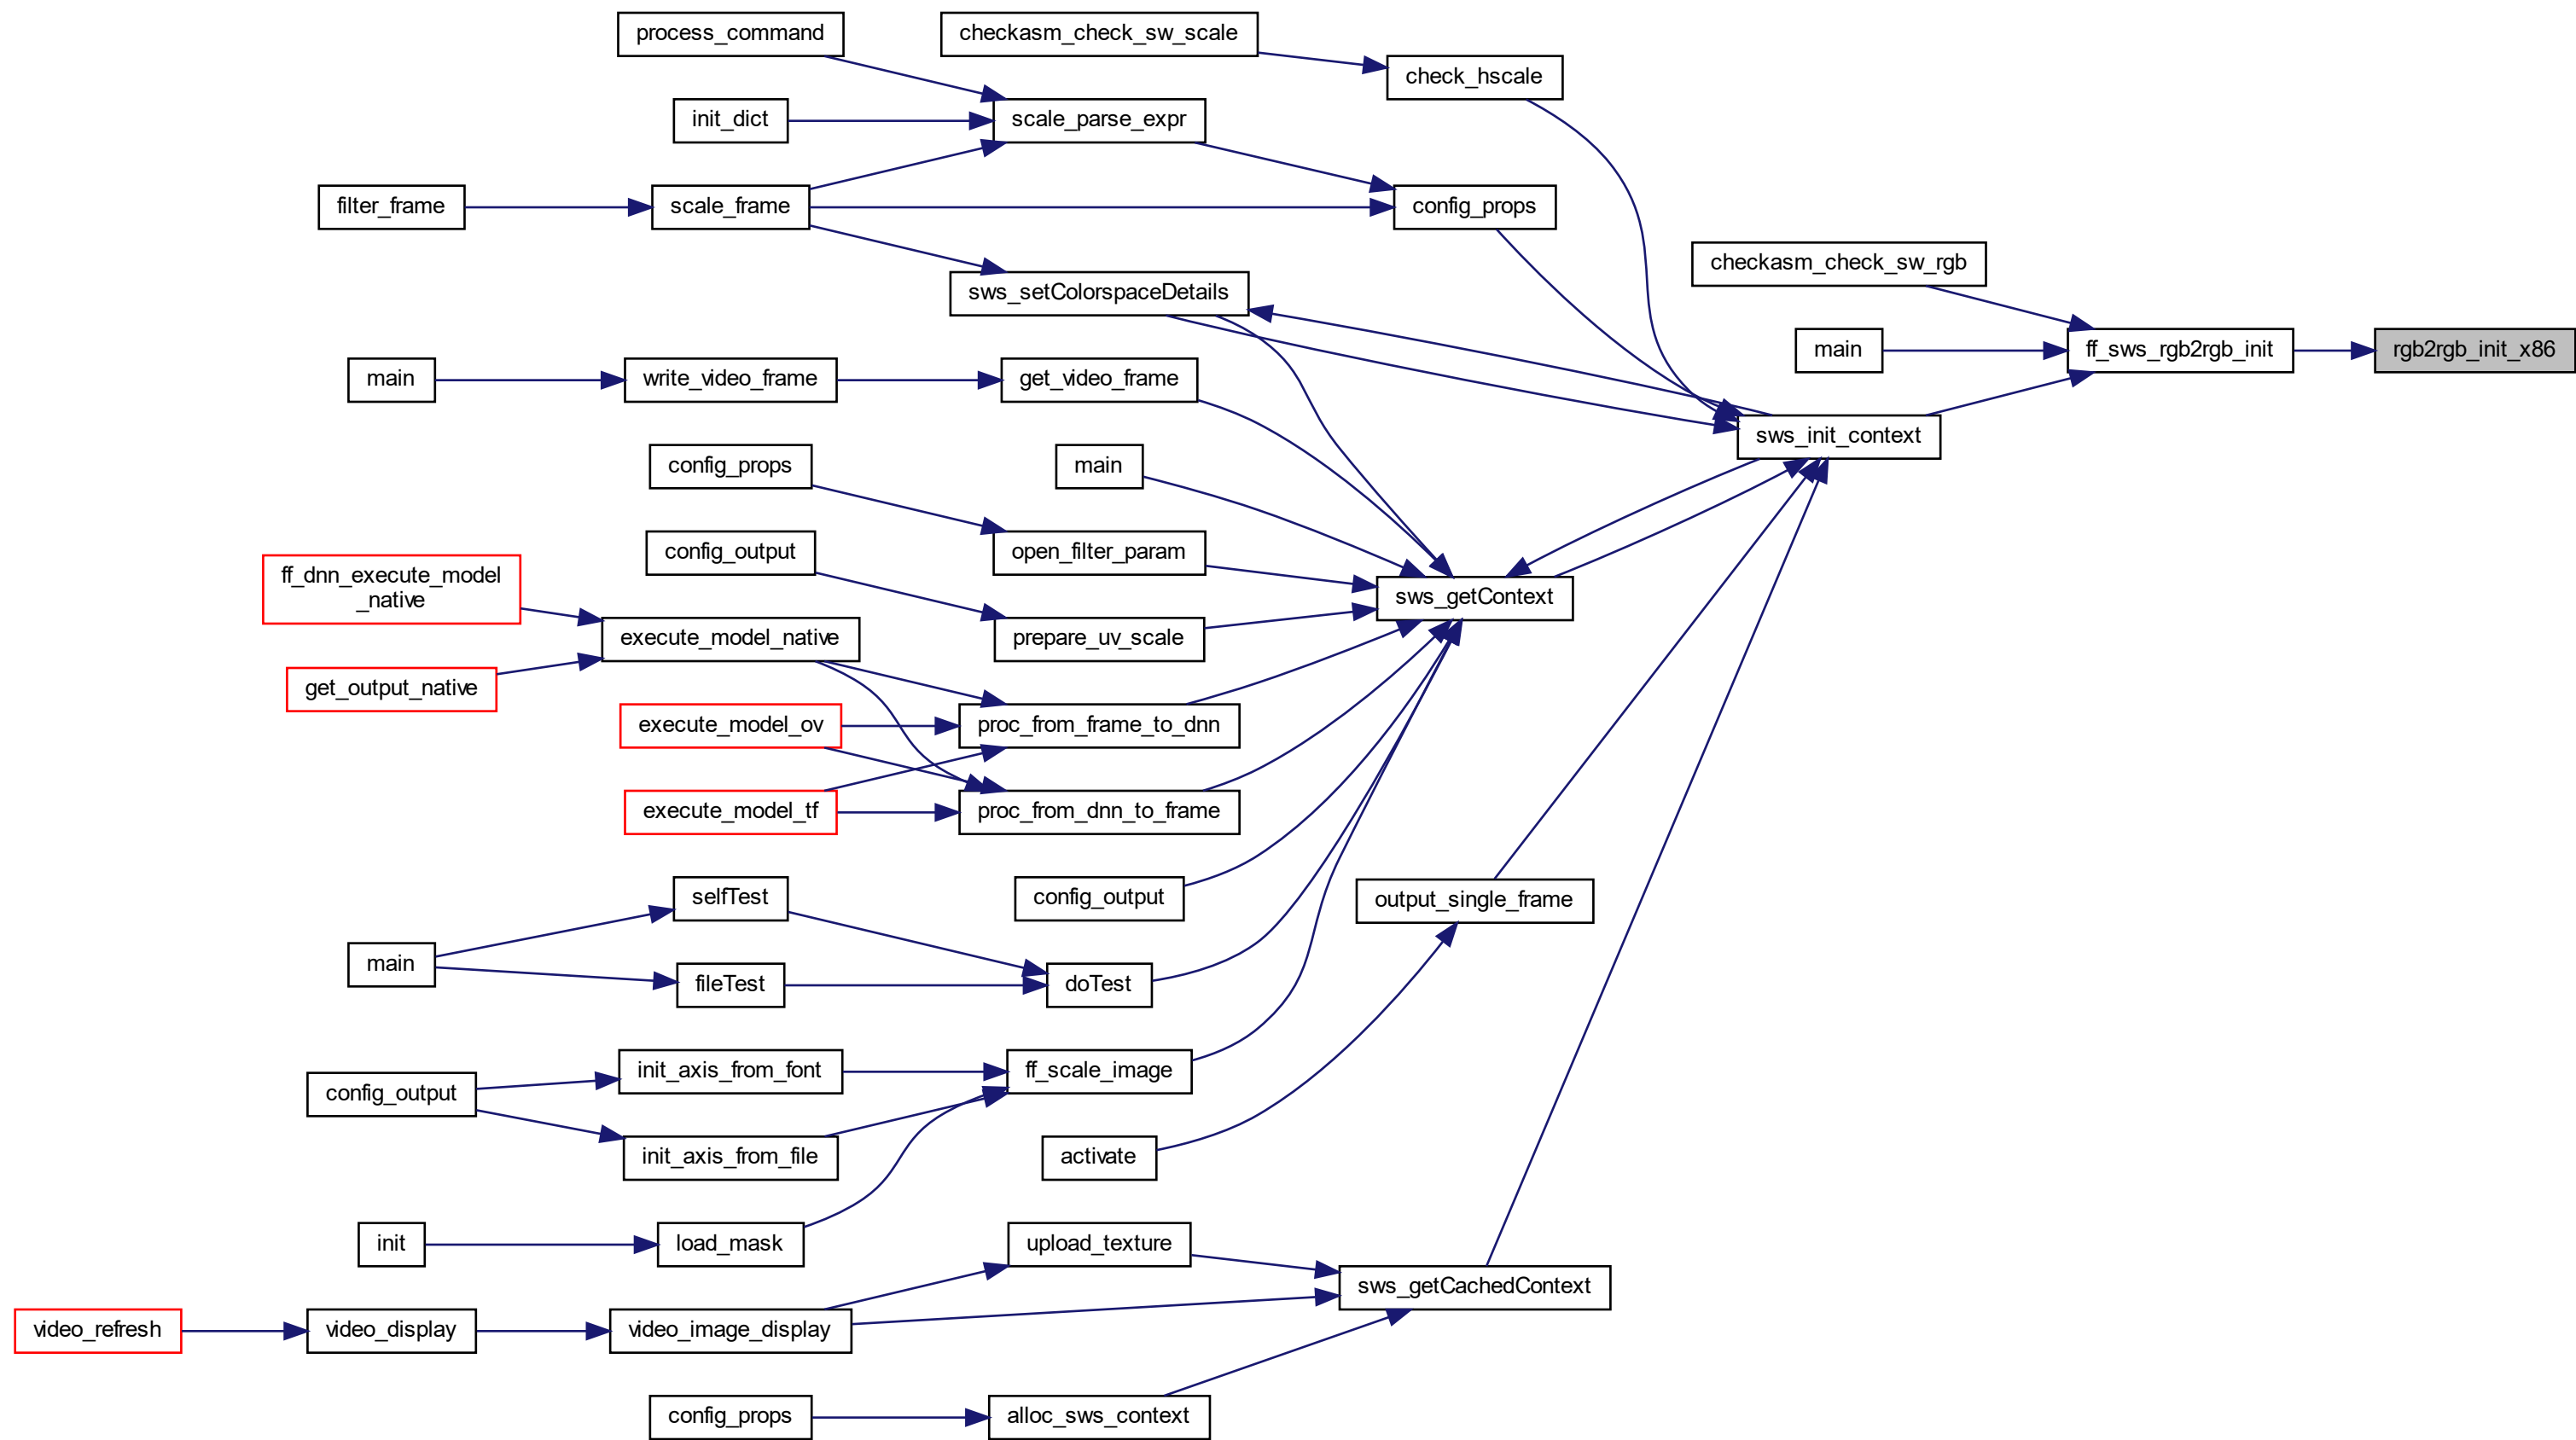 process_command
checkasm_check_sw_scale
check_hscale
init_dict
scale_parse_expr
filter_frame
scale_frame
config_props
checkasm_check_sw_rgb
sws_setColorspaceDetails
main
ff_sws_rgb2rgb_init
rgb2rgb_init_x86
main
write_video_frame
get_video_frame
sws_init_context
config_props
main
config_output
open_filter_param
ff_dnn_execute_model
_native
sws_getContext
execute_model_native
prepare_uv_scale
get_output_native
execute_model_ov
proc_from_frame_to_dnn
execute_model_tf
proc_from_dnn_to_frame
selfTest
config_output
output_single_frame
main
fileTest
doTest
init_axis_from_font
ff_scale_image
config_output
init_axis_from_file
activate
init
load_mask
upload_texture
sws_getCachedContext
video_refresh
video_display
video_image_display
config_props
alloc_sws_context